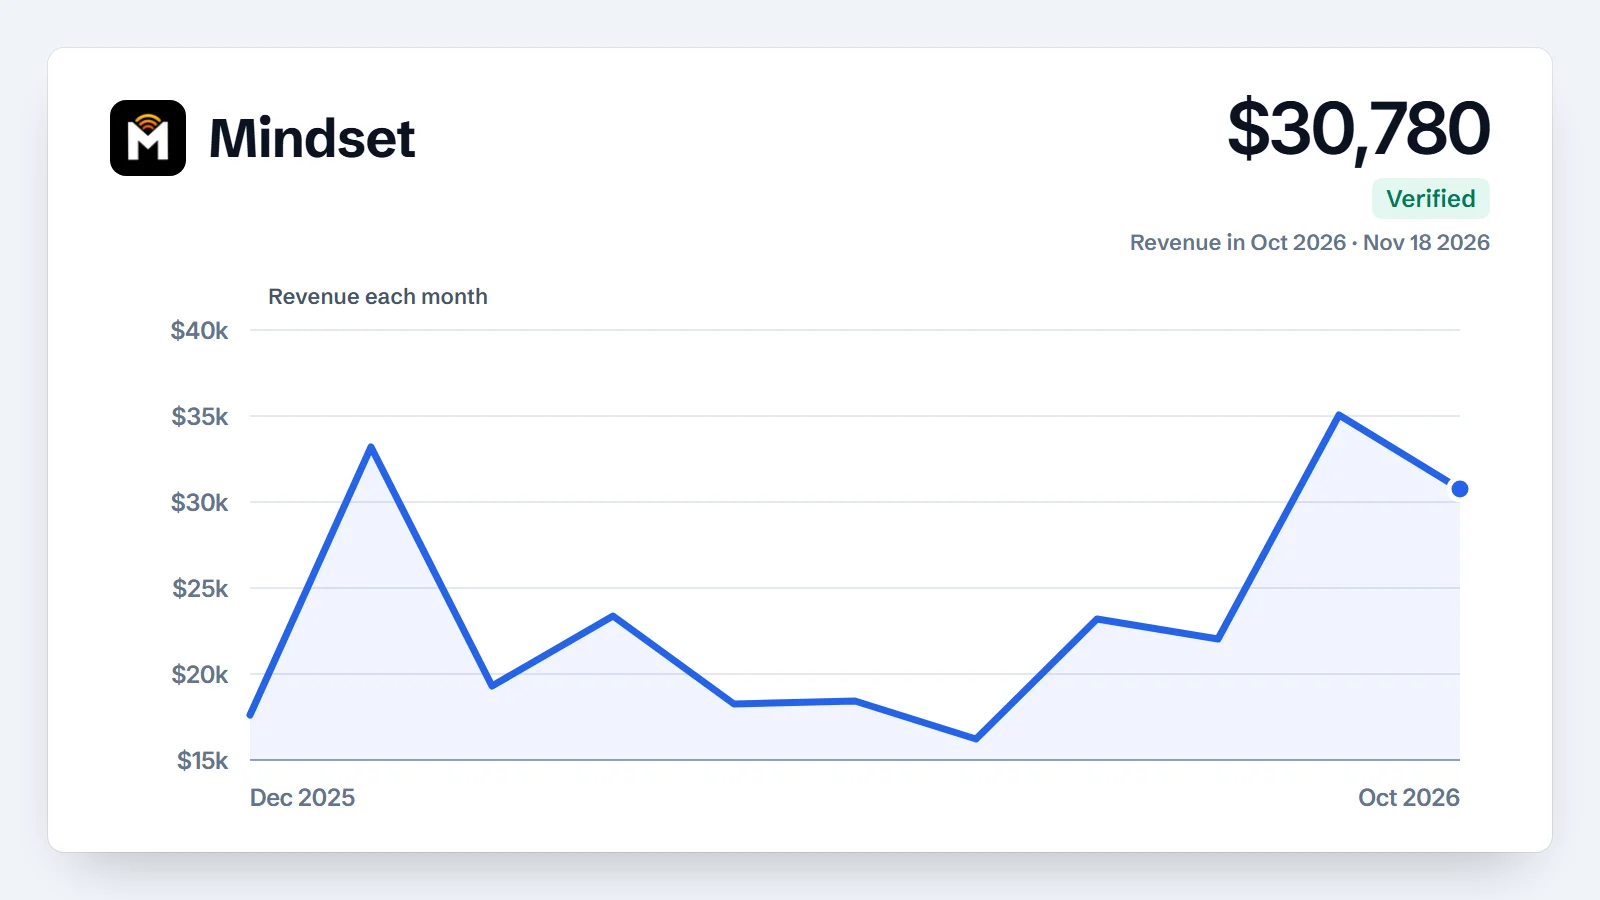 M
Mindset
$30,780
Verified
Revenue in Oct 2026 · Nov 18 2026
Revenue each month
$40k
$35k
$30k
$25k
$20k
$15k
Dec 2025
Oct 2026